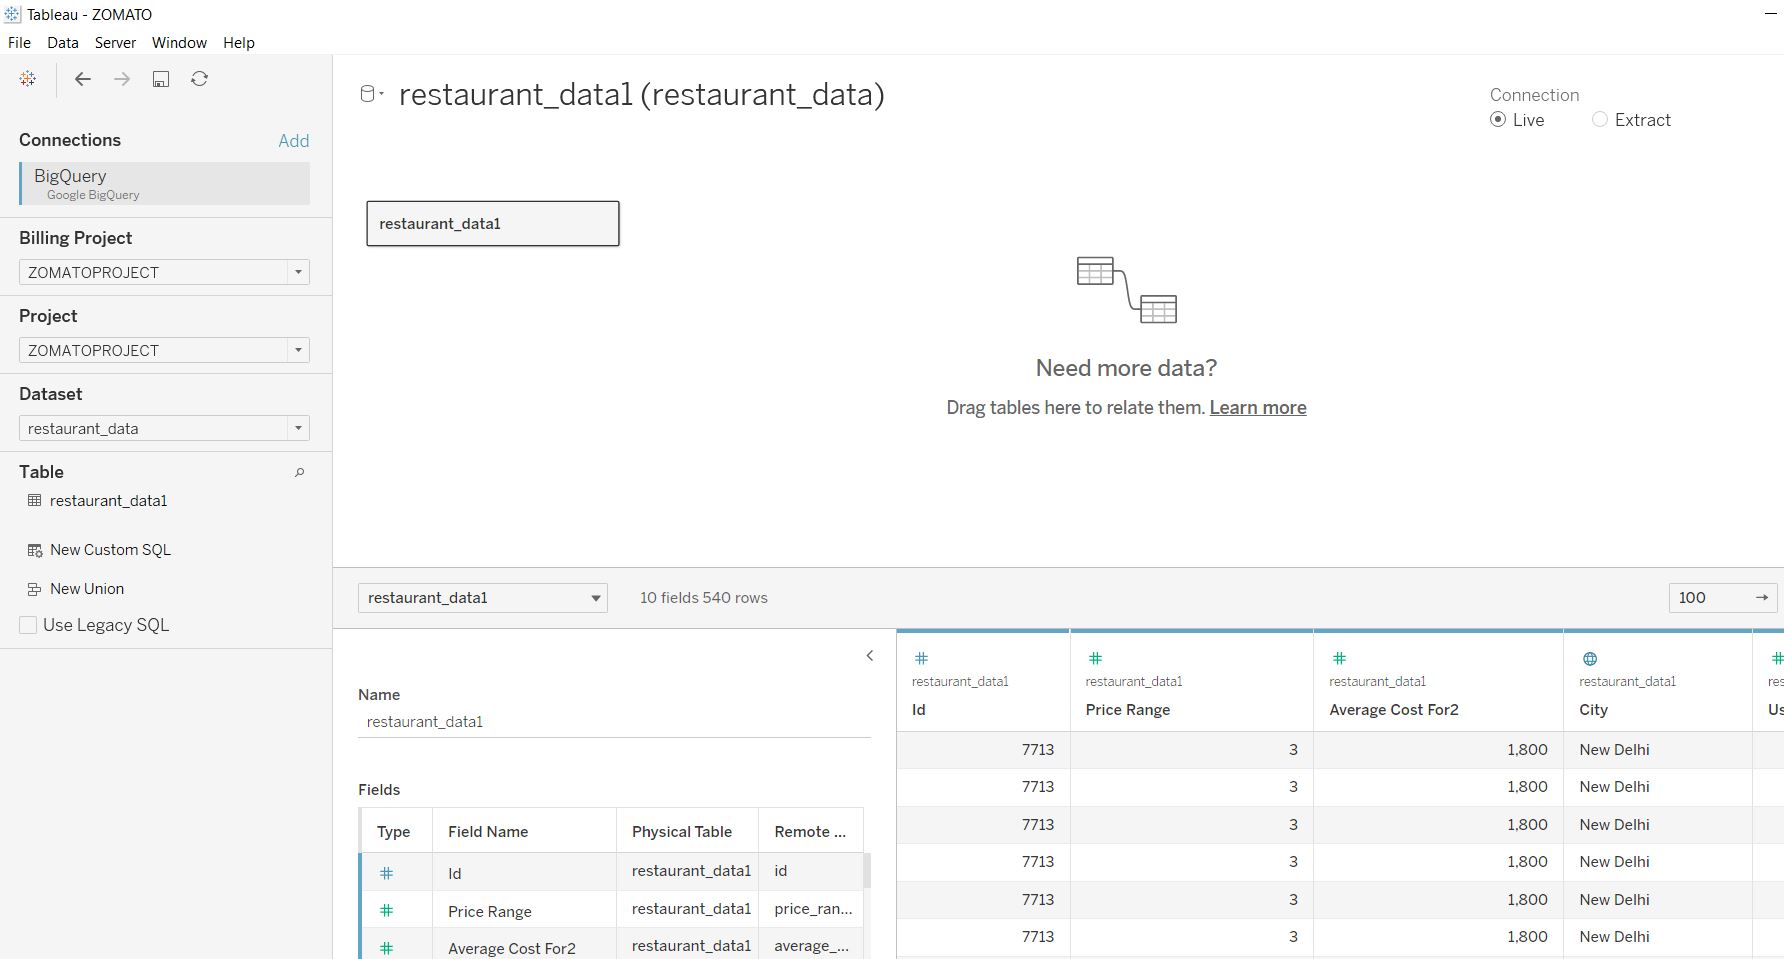 Tableau - ZOMATO
File Data Server Window Help
Connections Add
BigQuery
Google BigQuery
Billing Project
ZOMATOPROJECT
Project
ZOMATOPROJECT
Dataset
restaurant_data
Table
restaurant_data1
New Custom SQL
New Union
Use Legacy SQL
restaurant_data1 (restaurant_data)
Connection
Live Extract
restaurant_data1
Need more data?
Drag tables here to relate them. Learn more
restaurant_data1 10 fields 540 rows 100
Name
restaurant_data1
Fields
Type Field Name Physical Table Remote ...
Id restaurant_data1 id
Price Range restaurant_data1 price_ran...
Average Cost For2 restaurant_data1 average_...
restaurant_data1 restaurant_data1 restaurant_data1 restaurant_data1 res
Id Price Range Average Cost For2 City Us
7713 3 1,800 New Delhi
7713 3 1,800 New Delhi
7713 3 1,800 New Delhi
7713 3 1,800 New Delhi
7713 3 1,800 New Delhi
7713 3 1,800 New Delhi